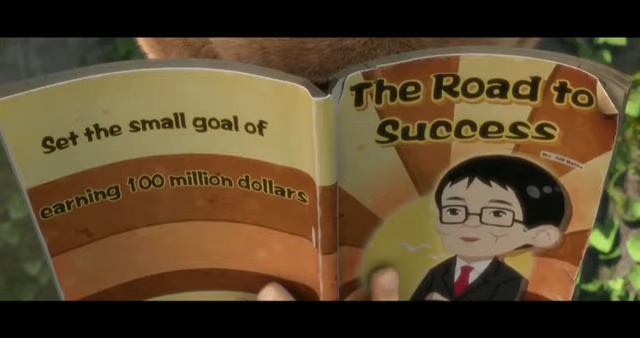 Set the small goal of
earning 100 million dollars
The Road to
Success